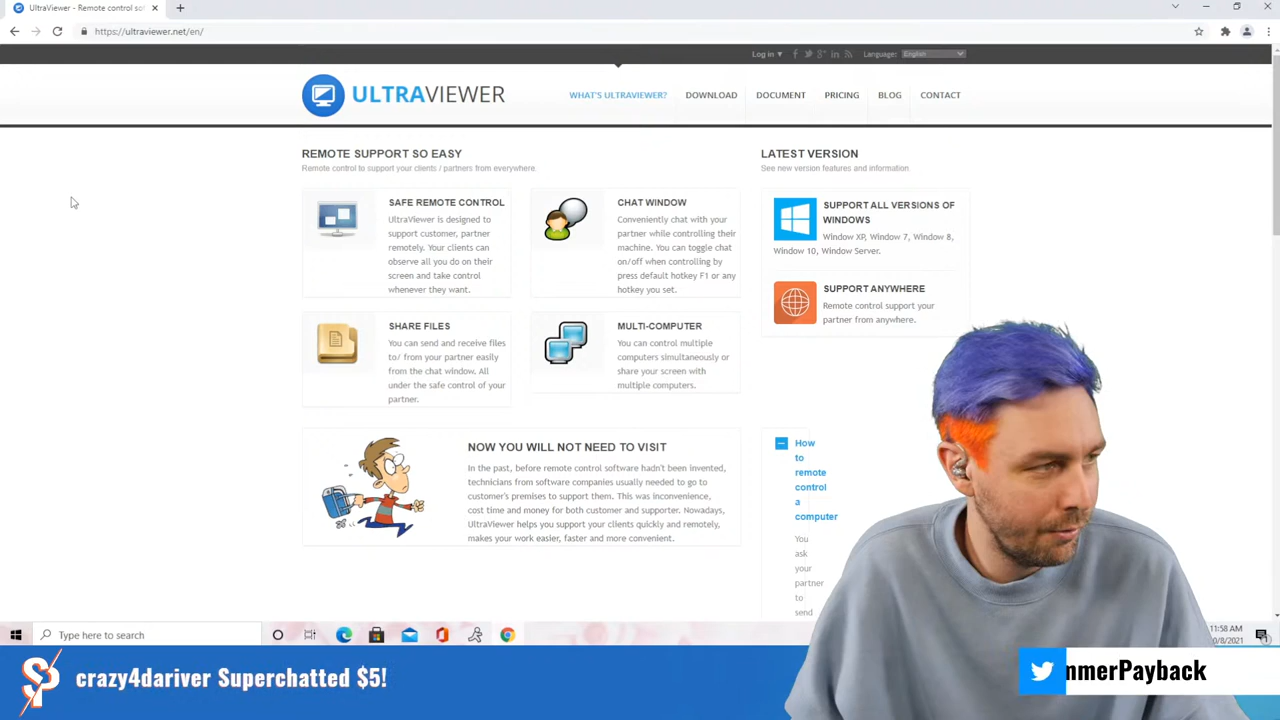 UltraViewer - Remote control so
https://ultraviewer.net/en/
Log in ▾
Language:
English
ULTRAVIEWER
WHAT'S ULTRAVIEWER?
DOWNLOAD
DOCUMENT
PRICING
BLOG
CONTACT
REMOTE SUPPORT SO EASY
Remote control to support your clients / partners from everywhere.
SAFE REMOTE CONTROL
UltraViewer is designed to
support customer, partner
remotely. Your clients can
observe all you do on their
screen and take control
whenever they want.
CHAT WINDOW
Conveniently chat with your
partner while controlling their
machine. You can toggle chat
on/off when controlling by
press default hotkey F1 or any
hotkey you set.
SHARE FILES
You can send and receive files
to/ from your partner easily
from the chat window. All
under the safe control of your
partner.
MULTI-COMPUTER
You can control multiple
computers simultaneously or
share your screen with
multiple computers.
LATEST VERSION
See new version features and information
SUPPORT ALL VERSIONS OF
WINDOWS
Window XP, Window 7, Window 8,
Window 10, Window Server.
SUPPORT ANYWHERE
Remote control support your
partner from anywhere.
NOW YOU WILL NOT NEED TO VISIT
In the past, before remote control software hadn't been invented,
technicians from software companies usually needed to go to
customer's premises to support them. This was inconvenience,
cost time and money for both customer and supporter. Nowadays,
UltraViewer helps you support your clients quickly and remotely,
makes your work easier, faster and more convenient.
How
to
remote
control
a
computer
You
ask
your
partner
to
send
Type here to search
11:58 AM
0/8/2021
crazy4dariver Superchatted $5!
mmerPayback